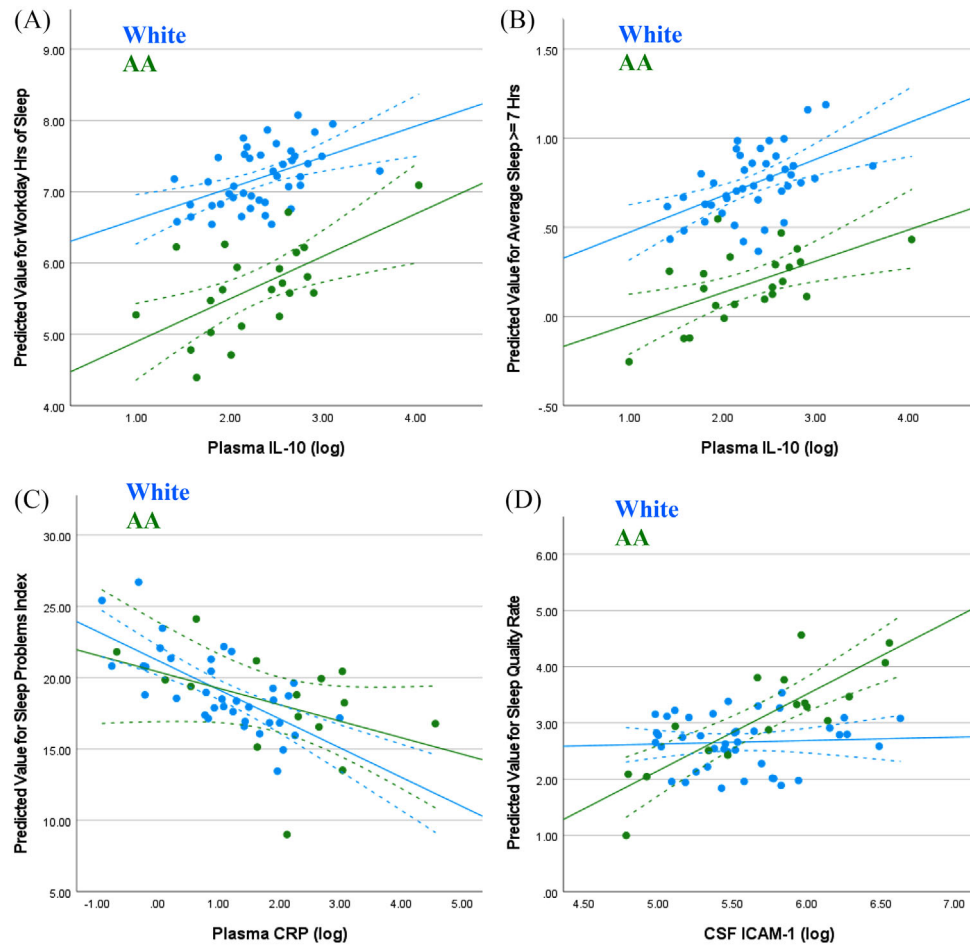 (A)
White
AA
9.00
8.00
7.00
6.00
5.00
4.00
1.00 2.00 3.00 4.00
Predicted Value for Workday Hrs of Sleep
Plasma IL-10 (log)
(B)
White
AA
1.50
1.00
.50
.00
-.50
1.00 2.00 3.00 4.00
Predicted Value for Average Sleep >= 7 Hrs
Plasma IL-10 (log)
(C)
White
AA
30.00
25.00
20.00
15.00
10.00
5.00
-1.00 .00 1.00 2.00 3.00 4.00 5.00
Predicted Value for Sleep Problems Index
Plasma CRP (log)
(D)
White
AA
6.00
5.00
4.00
3.00
2.00
1.00
.00
4.50 5.00 5.50 6.00 6.50 7.00
Predicted Value for Sleep Quality Rate
CSF ICAM-1 (log)